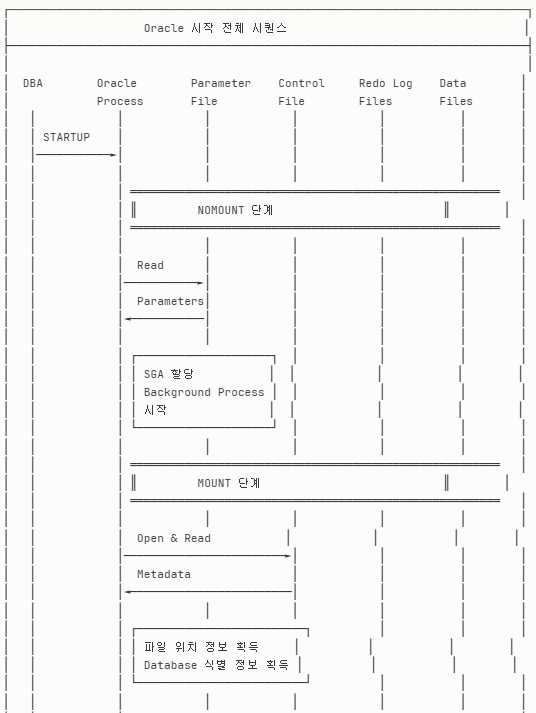 Oracle 시작 전체 시퀀스
DBA Oracle Parameter Control Redo Log Data
Process File File Files Files
STARTUP
NOMOUNT 단계
Read
Parameters
SGA 할당
Background Process
시작
MOUNT 단계
Open & Read
Metadata
파일 위치 정보 획득
Database 식별 정보 획득